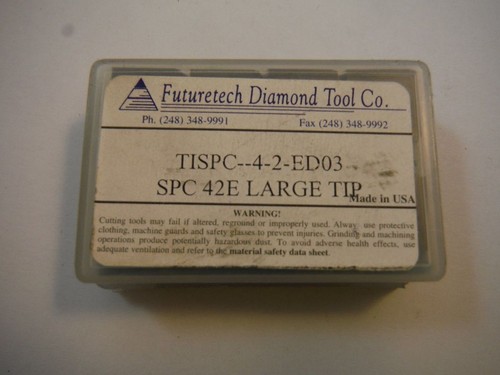 Futuretech Diamond Tool Co.
Ph. (248) 348-9991 Fax (248) 348-9992
TISPC--4-2-ED03
SPC 42E LARGE TIP
Made in USA
WARNING!
Cutting tools may fail if altered, reground or improperly used. Alway use protective
clothing, machine guards and safety glasses to prevent injuries. Grinding and machining
operations produce potentially hazardous dust. To avoid adverse health effects, use
adequate ventilation and refer to the material safety data sheet.